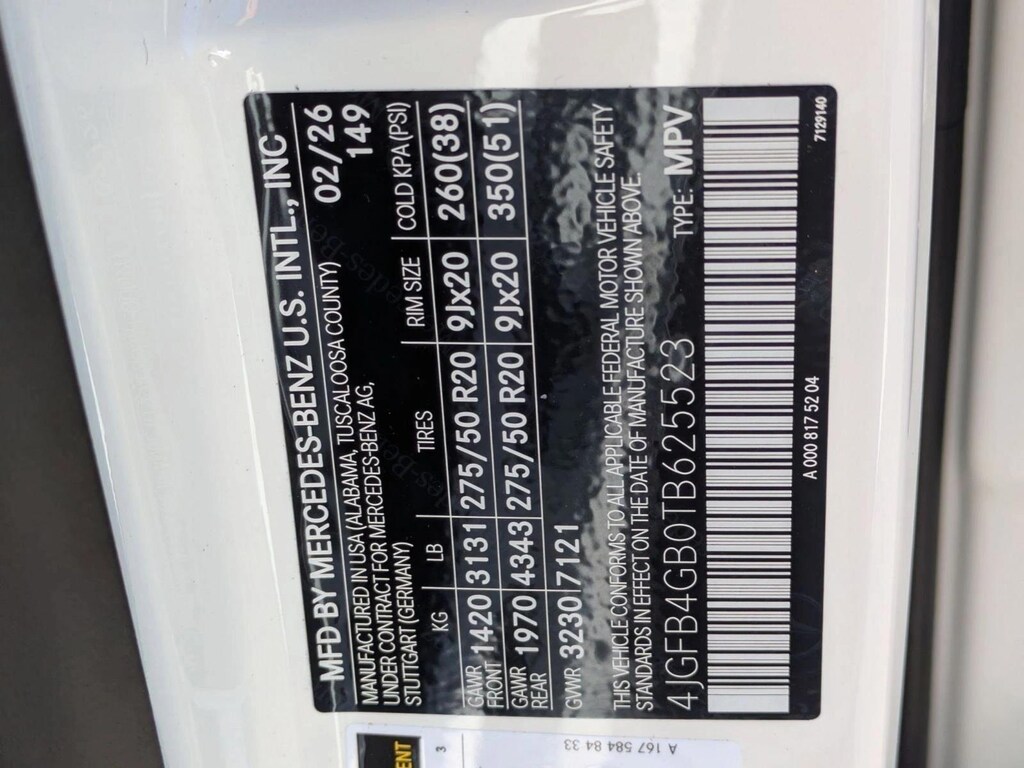 MFD BY MERCEDES-BENZ U.S. INTL., INC
MANUFACTURED IN USA (ALABAMA, TUSCALOOSA COUNTY) 02/26
UNDER CONTRACT FOR MERCEDES-BENZ AG, 149
STUTTGART (GERMANY)
KG LB TIRES RIM SIZE COLD KPA (PSI)
GAWR FRONT 1420 3131 275/50 R20 9Jx20 260(38)
GAWR REAR 1970 4343 275/50 R20 9Jx20 350(51)
GVWR 3230 7121
THIS VEHICLE CONFORMS TO ALL APPLICABLE FEDERAL MOTOR VEHICLE SAFETY
STANDARDS IN EFFECT ON THE DATE OF MANUFACTURE SHOWN ABOVE.
4JGFB4GB0TB625523 TYPE: MPV
A 000 817 52 04
7129140
ENT
3
A 167 584 84 33